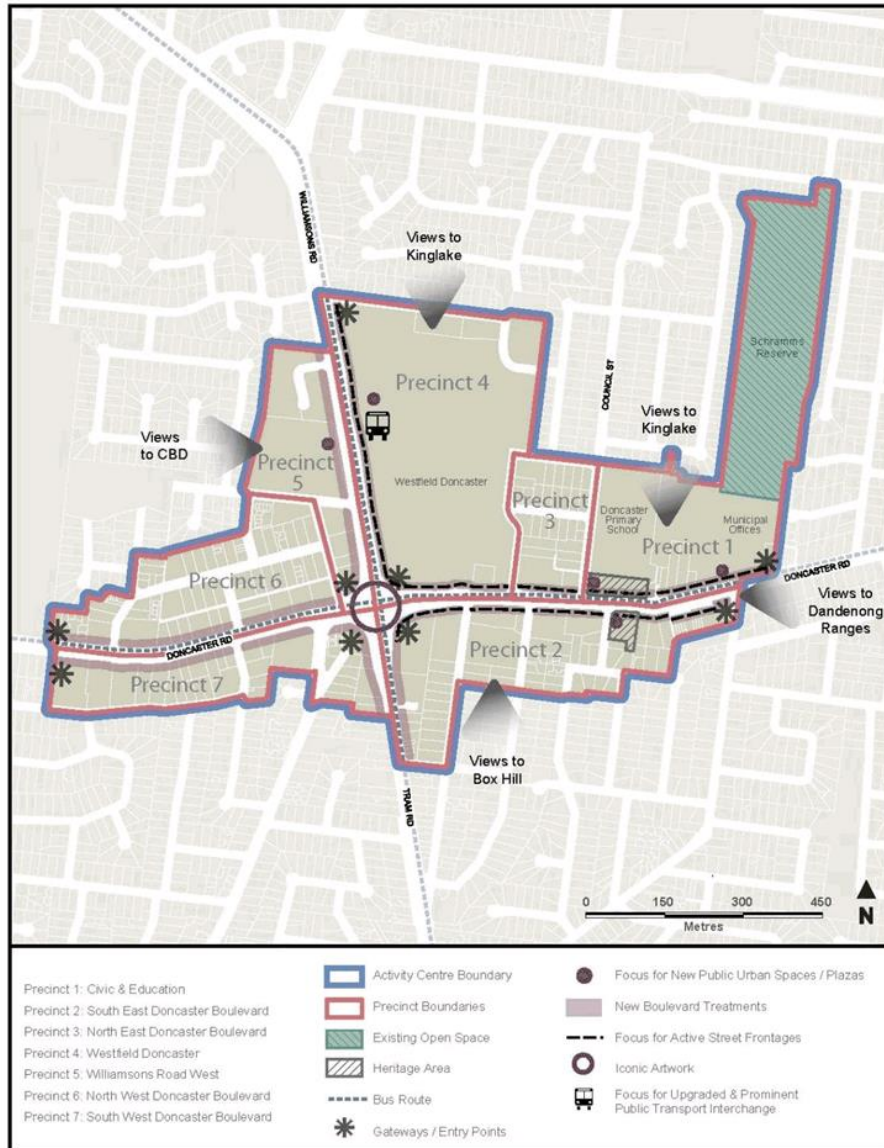 WILLIAMSONS RD
Views to
Kinglake
Schramms
Reserve
COUNCIL ST
Precinct 4
Views to
Kinglake
Views
to CBD
Precinct
5
Westfield Doncaster
Precinct
3
Doncaster
Primary
School
Municipal
Offices
Precinct 1
DONCASTER RD
Precinct 6
Views to
Dandenong
Ranges
DONCASTER RD
Precinct 2
Precinct 7
Views to
Box Hill
TRAM RD
0 150 300 450
Metres
N
Precinct 1: Civic & Education
Precinct 2: South East Doncaster Boulevard
Precinct 3: North East Doncaster Boulevard
Precinct 4: Westfield Doncaster
Precinct 5: Williamsons Road West
Precinct 6: North West Doncaster Boulevard
Precinct 7: South West Doncaster Boulevard
Activity Centre Boundary
Precinct Boundaries
Existing Open Space
Heritage Area
Bus Route
Gateways / Entry Points
Focus for New Public Urban Spaces / Plazas
New Boulevard Treatments
Focus for Active Street Frontages
Iconic Artwork
Focus for Upgraded & Prominent
Public Transport Interchange